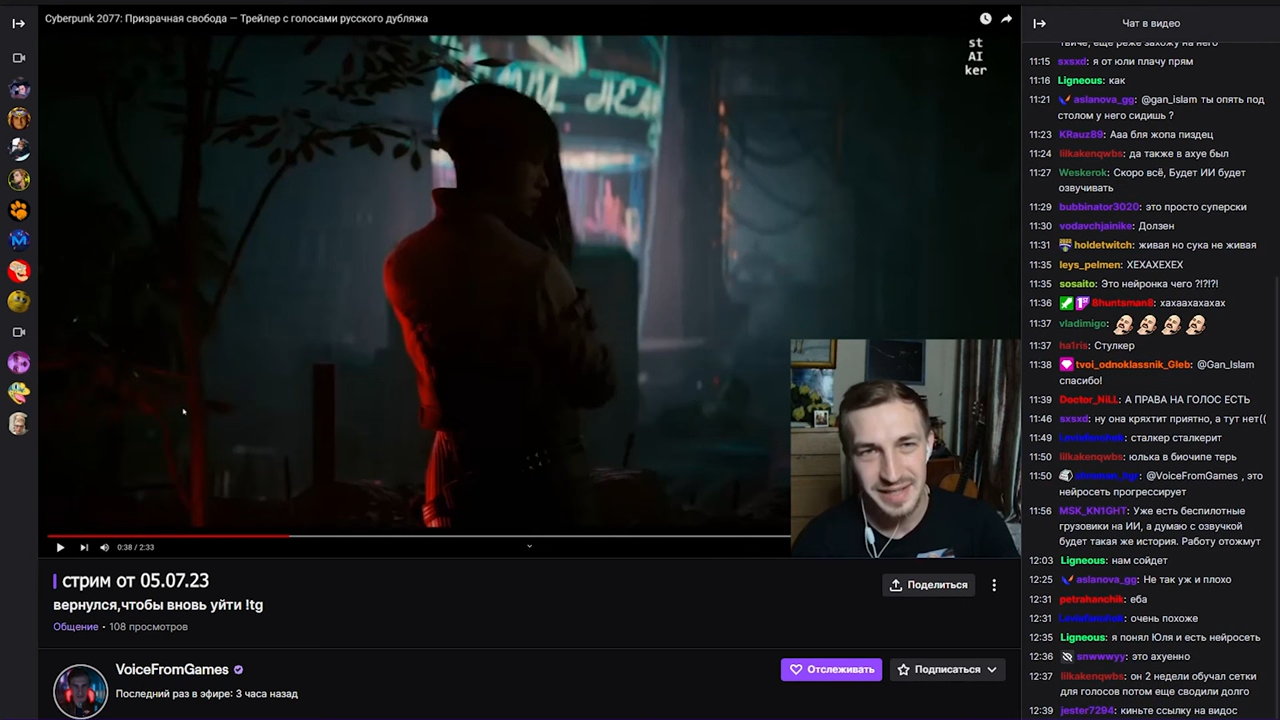 Cyberpunk 2077: Призрачная свобода — Трейлер с голосами русского дубляжа
st
AI
ker
0:38 / 2:33
стрим от 05.07.23
вернулся,чтобы вновь уйти !tg
Общение • 108 просмотров
Поделиться
VoiceFromGames
Последний раз в эфире: 3 часа назад
Отслеживать
Подписаться
Чат в видео
твиче, еще реже захожу на него
11:15 sxsxd: я от юли плачу прям
11:16 Ligneous: как
11:21 aslanova_gg: @gan_islam ты опять под
столом у него сидишь ?
11:23 KRauz89: Ааа бля жопа пиздец
11:24 lilkakenqwbs: да также в ахуе был
11:27 Weskerok: Скоро всё, Будет ИИ будет
озвучивать
11:29 bubbinator3020: это просто суперски
11:30 vodavchjainike: Долзен
11:31 holdetwitch: живая но сука не живая
11:35 leys_pelmen: ХЕХАХЕХЕХ
11:35 sosaito: Это нейронка чего ?!?!?!
11:36 8huntsman8: хахаахахахах
11:37 vladimigo:
11:37 ha1ris: Стулкер
11:38 tvoi_odnoklassnik_Gleb: @Gan_Islam
спасибо!
11:39 Doctor_NiLL: А ПРАВА НА ГОЛОС ЕСТЬ
11:46 sxsxd: ну она кряхтит приятно, а тут нет((
11:49 : сталкер сталкерит
11:50 lilkakenqwbs: юлька в биочипе терь
11:50 : @VoiceFromGames , это
нейросеть прогрессирует
11:56 MSK_KN1GHT: Уже есть беспилотные
грузовики на ИИ, а думаю с озвучкой
будет такая же история. Работу отожмут
12:03 Ligneous: нам сойдет
12:25 aslanova_gg: Не так уж и плохо
12:31 petrahanchik: еба
12:31 : очень похоже
12:35 Ligneous: я понял Юля и есть нейросеть
12:36 snwwwyy: это ахуенно
12:37 lilkakenqwbs: он 2 недели обучал сетки
для голосов потом еще сводили долго
12:39 jester7294: киньте ссылку на видос